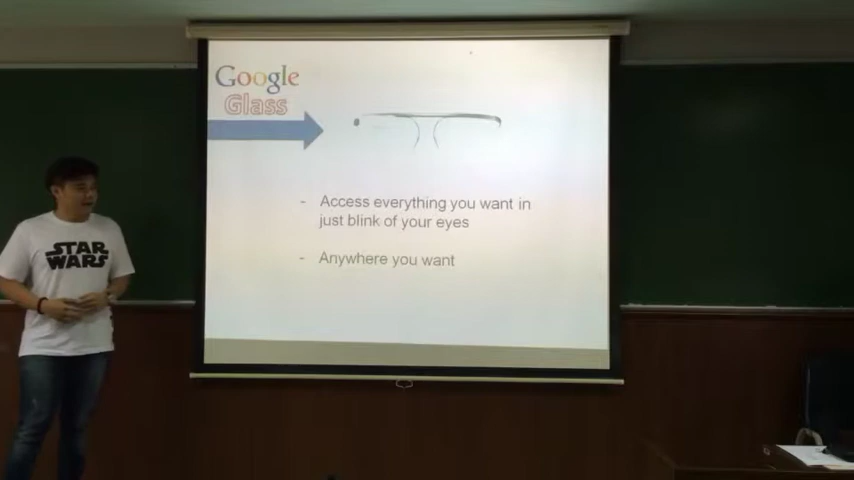 Google
Glass
- Access everything you want in
just blink of your eyes
- Anywhere you want
STAR
WARS